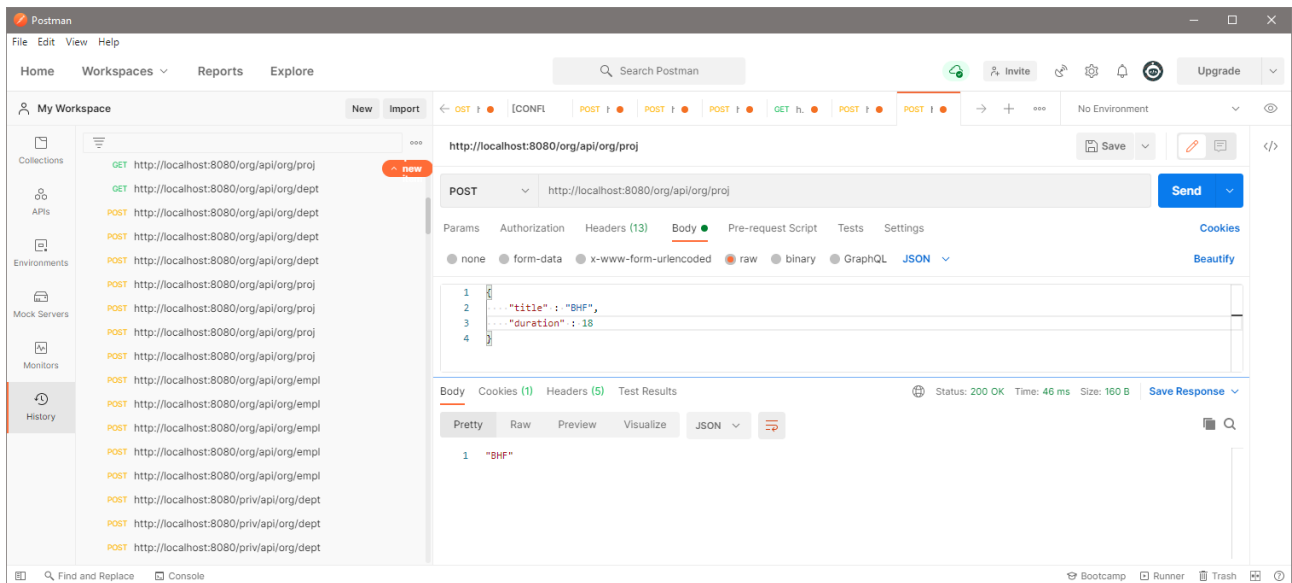 Postman
File Edit View Help
Home Workspaces Reports Explore Search Postman Invite Upgrade
My Workspace New Import OST [CONFL POST POST POST GET h. POST POST No Environment
Collections
APIs
Environments
Mock Servers
Monitors
History
GET http://localhost:8080/org/api/org/proj
new
GET http://localhost:8080/org/api/org/dept
POST http://localhost:8080/org/api/org/dept
POST http://localhost:8080/org/api/org/dept
POST http://localhost:8080/org/api/org/dept
POST http://localhost:8080/org/api/org/proj
POST http://localhost:8080/org/api/org/proj
POST http://localhost:8080/org/api/org/proj
POST http://localhost:8080/org/api/org/proj
POST http://localhost:8080/org/api/org/empl
POST http://localhost:8080/org/api/org/empl
POST http://localhost:8080/org/api/org/empl
POST http://localhost:8080/org/api/org/empl
POST http://localhost:8080/org/api/org/empl
POST http://localhost:8080/priv/api/org/dept
POST http://localhost:8080/priv/api/org/dept
POST http://localhost:8080/priv/api/org/dept
http://localhost:8080/org/api/org/proj Save </>
POST http://localhost:8080/org/api/org/proj Send
Params Authorization Headers (13) Body Pre-request Script Tests Settings Cookies
none form-data x-www-form-urlencoded raw binary GraphQL JSON Beautify
1 {
2 "title" : "BHF",
3 "duration" : 18
4 }
Body Cookies (1) Headers (5) Test Results Status: 200 OK Time: 46 ms Size: 160 B Save Response
Pretty Raw Preview Visualize JSON
1 "BHF"
Find and Replace Console Bootcamp Runner Trash